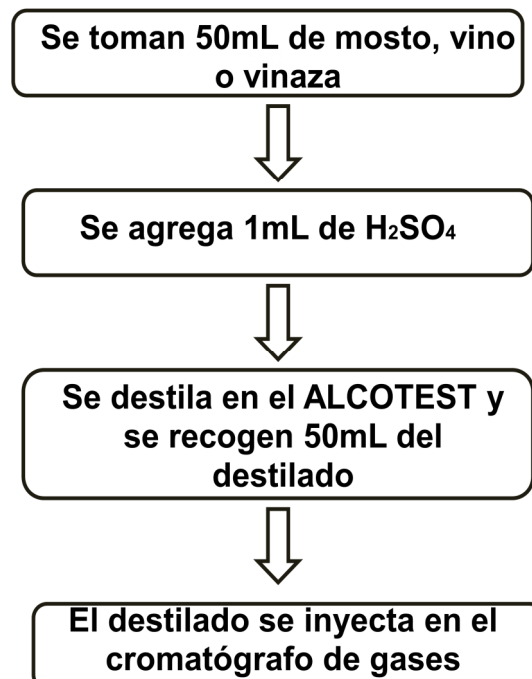 Se toman 50mL de mosto, vino
o vinaza
Se agrega 1mL de H₂SO₄
Se destila en el ALCOTEST y
se recogen 50mL del
destilado
El destilado se inyecta en el
cromatógrafo de gases